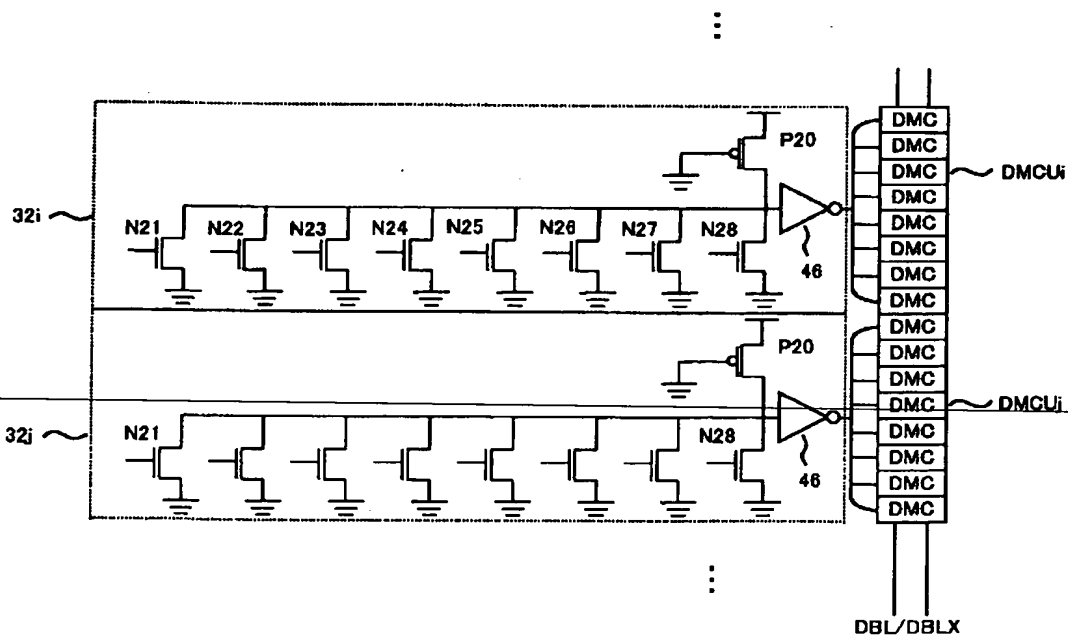 DMC
P20
DMC
DMC
DMCUi
32i
DMC
N21
N22
N23
N24
N25
N26
N27
N28
DMC
46
DMC
DMC
DMC
DMC
P20
DMC
DMC
DMC
DMCUj
32j
N21
N28
DMC
46
DMC
DMC
DMC
DBL/DBLX